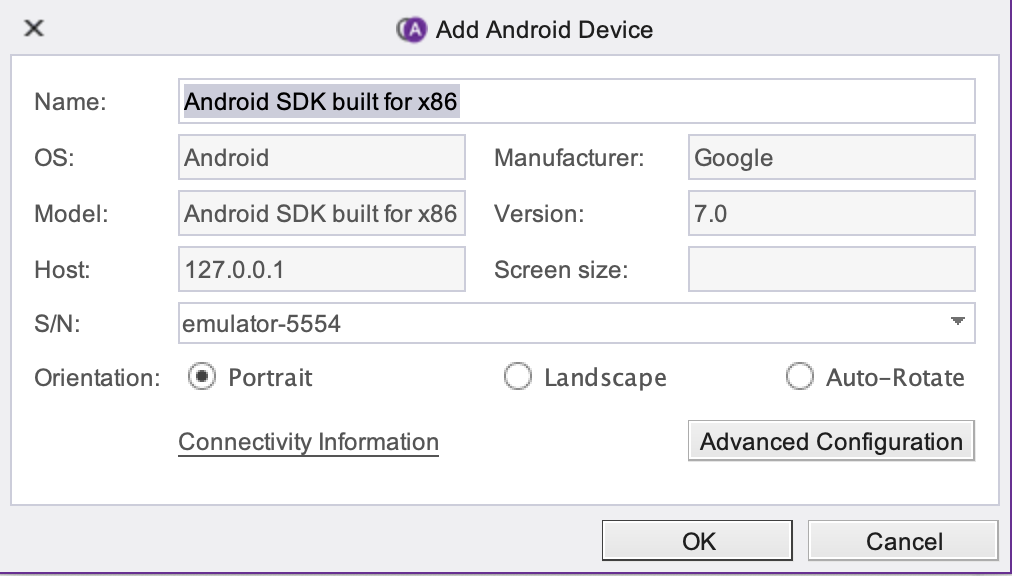 Add Android Device
Name: Android SDK built for x86
OS: Android Manufacturer: Google
Model: Android SDK built for x86 Version: 7.0
Host: 127.0.0.1 Screen size:
S/N: emulator-5554
Orientation: Portrait Landscape Auto-Rotate
Connectivity Information Advanced Configuration
OK Cancel